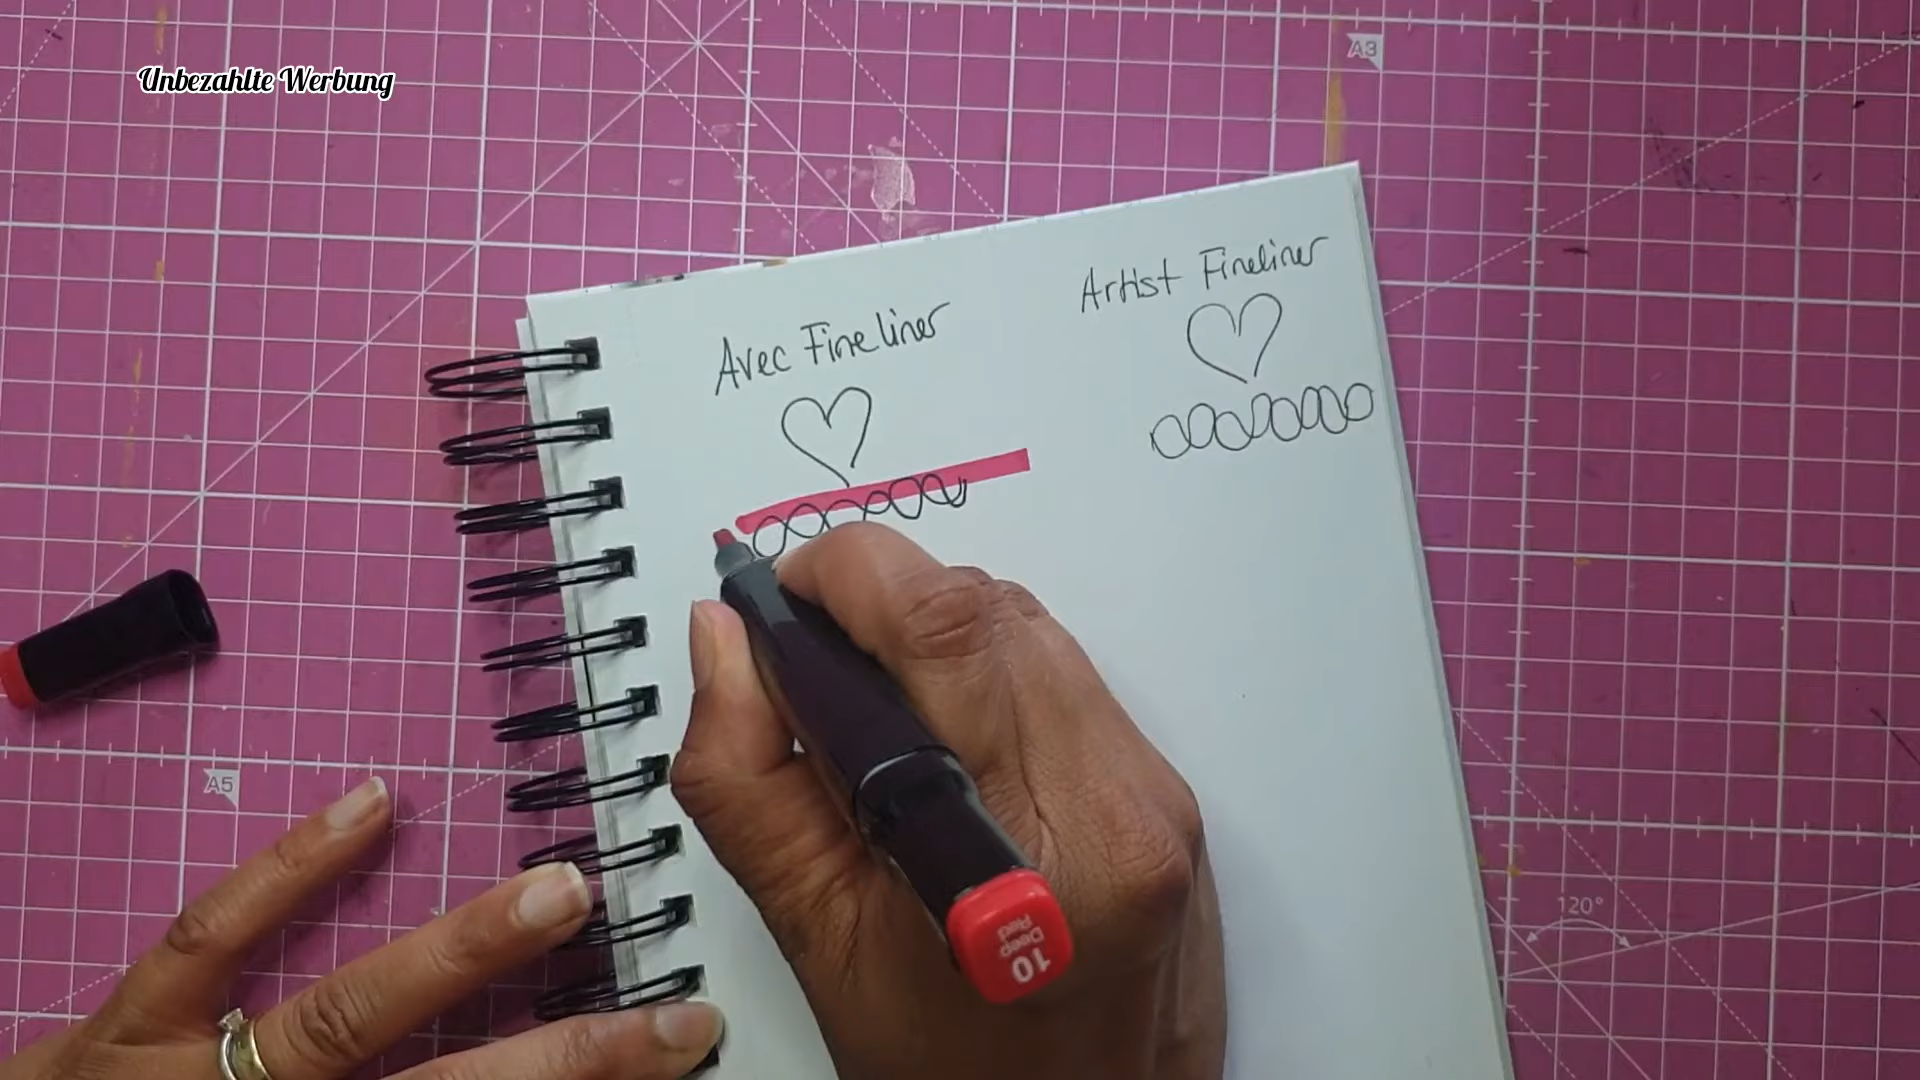 Unbezahlte Werbung
A3
Artist Fineliner
Avec Fineliner
A5
120°
10
Deep
Red